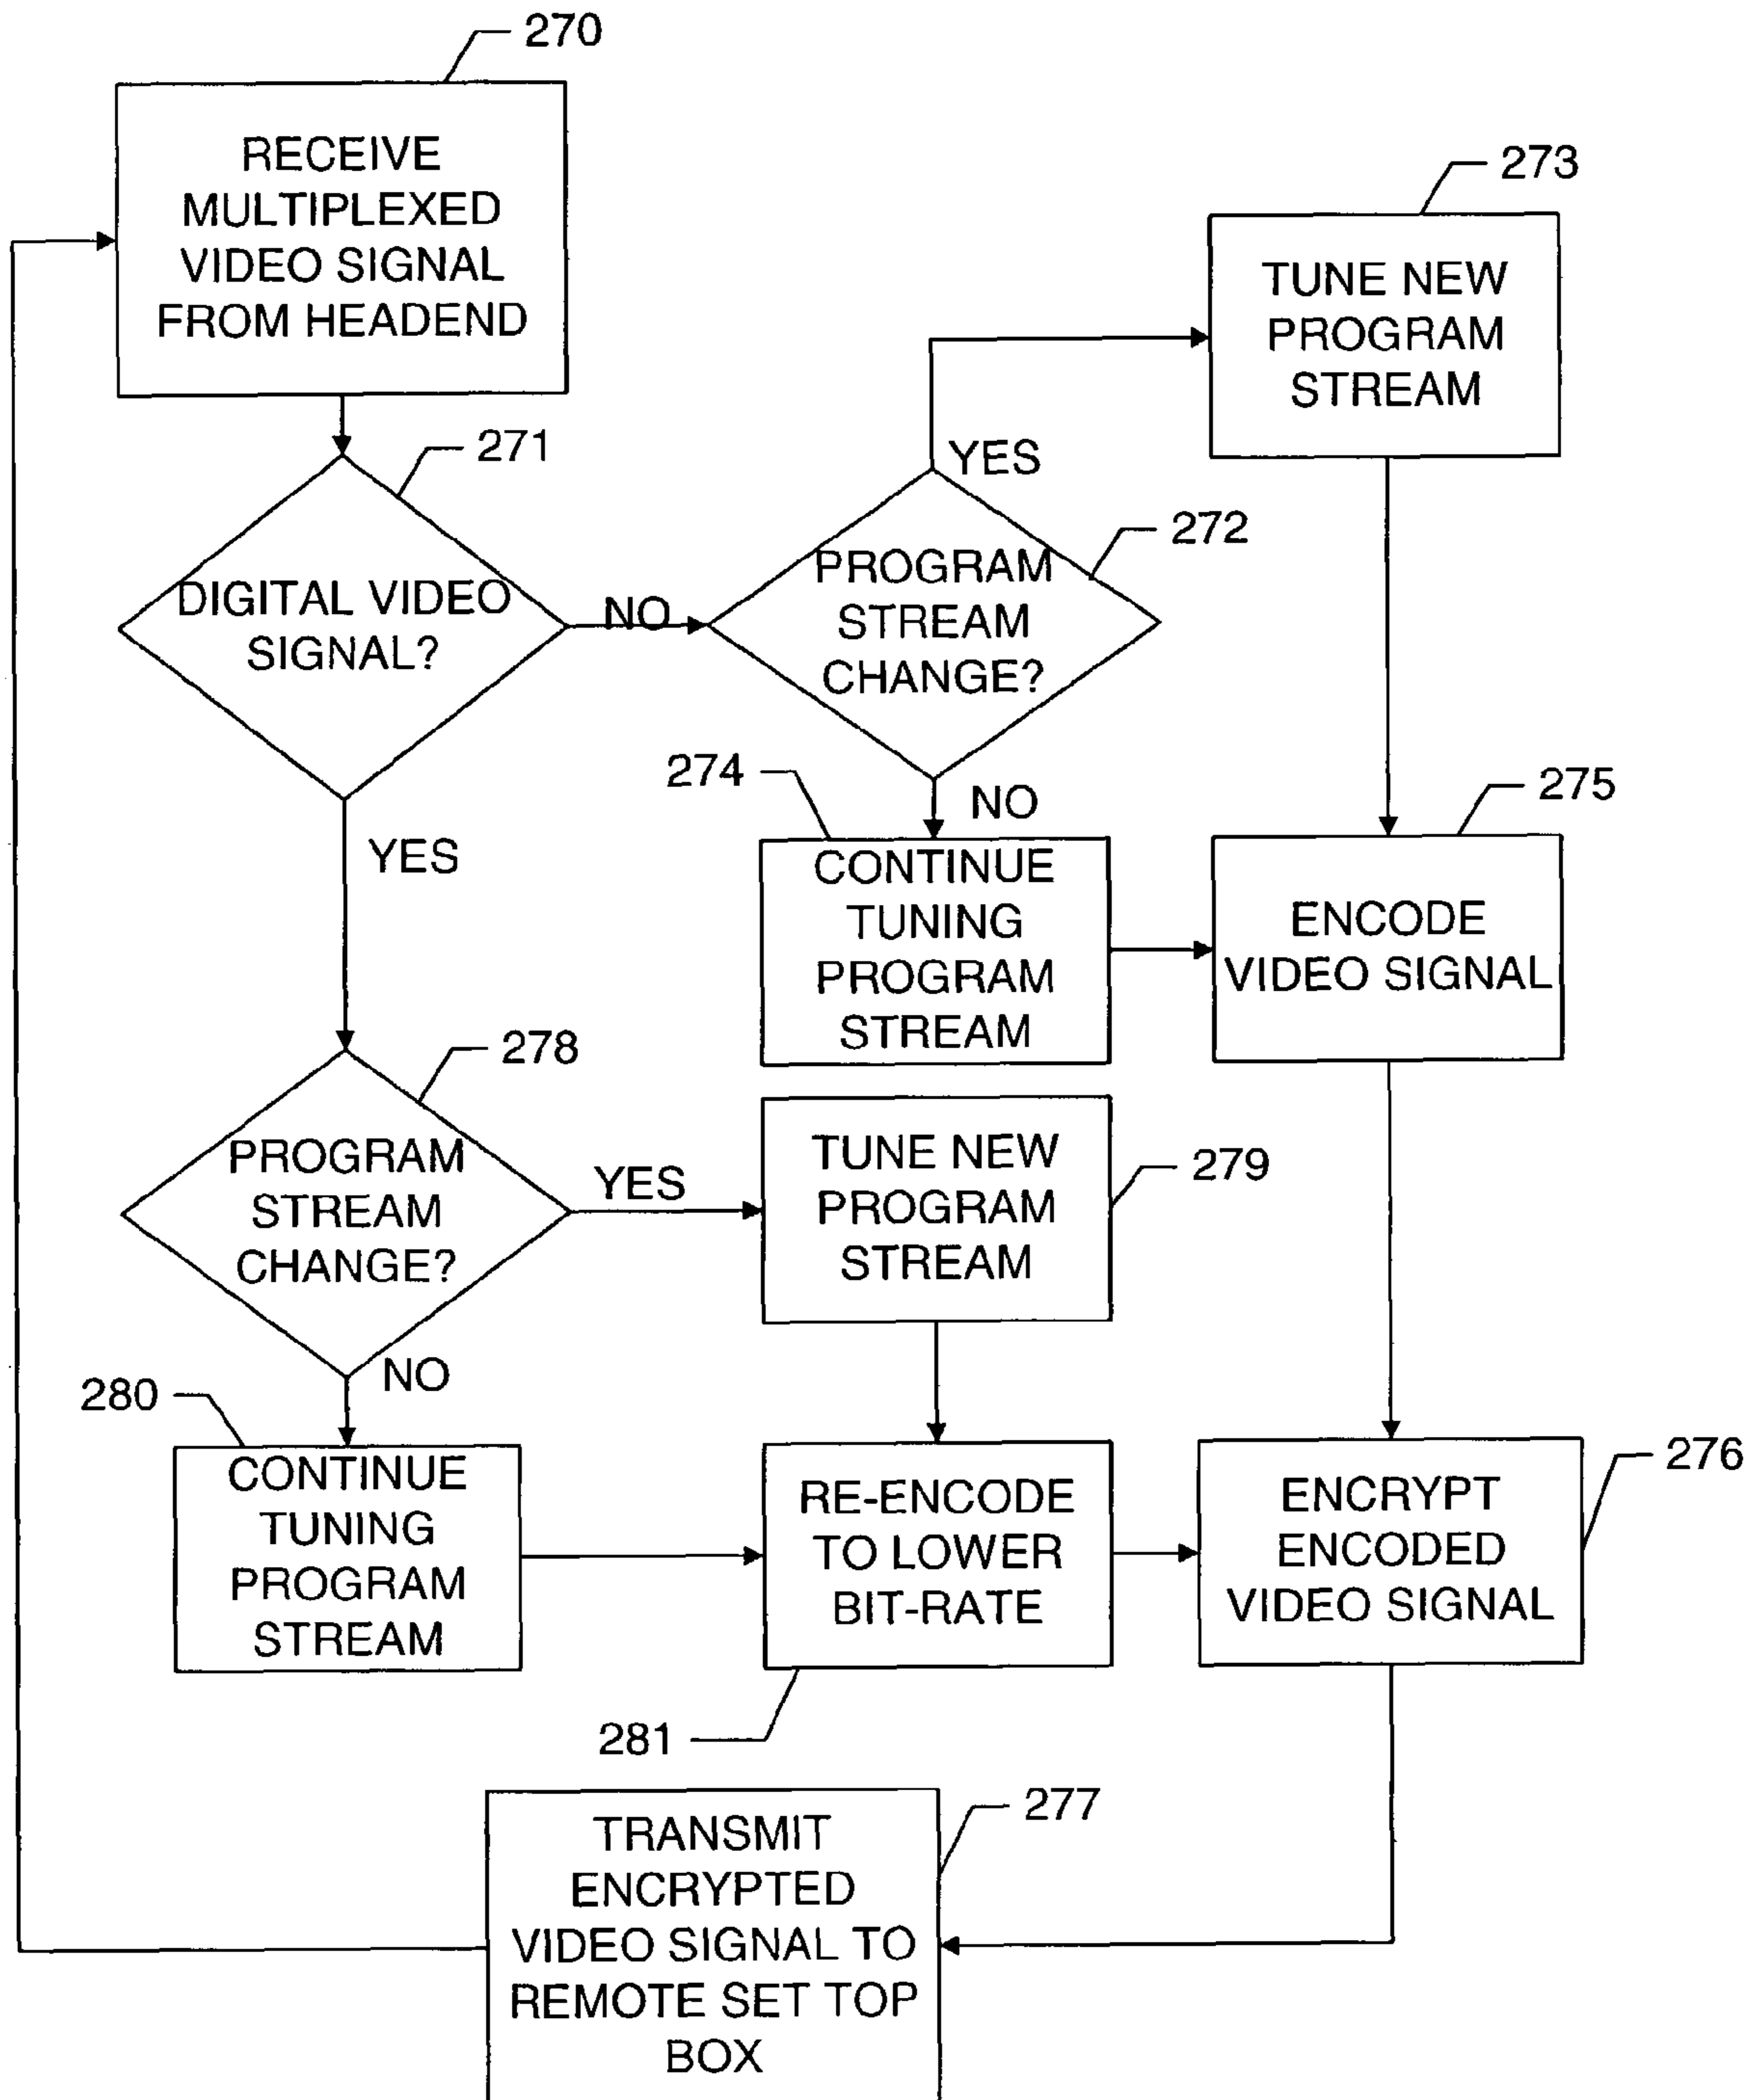 270
RECEIVE
MULTIPLEXED
VIDEO SIGNAL
FROM HEADEND
273
TUNE NEW
PROGRAM
STREAM
271
DIGITAL VIDEO
SIGNAL?
NO
YES
272
PROGRAM
STREAM
CHANGE?
NO
YES
274
CONTINUE
TUNING
PROGRAM
STREAM
275
ENCODE
VIDEO SIGNAL
278
PROGRAM
STREAM
CHANGE?
YES
NO
279
TUNE NEW
PROGRAM
STREAM
280
CONTINUE
TUNING
PROGRAM
STREAM
RE-ENCODE
TO LOWER
BIT-RATE
281
276
ENCRYPT
ENCODED
VIDEO SIGNAL
277
TRANSMIT
ENCRYPTED
VIDEO SIGNAL TO
REMOTE SET TOP
BOX